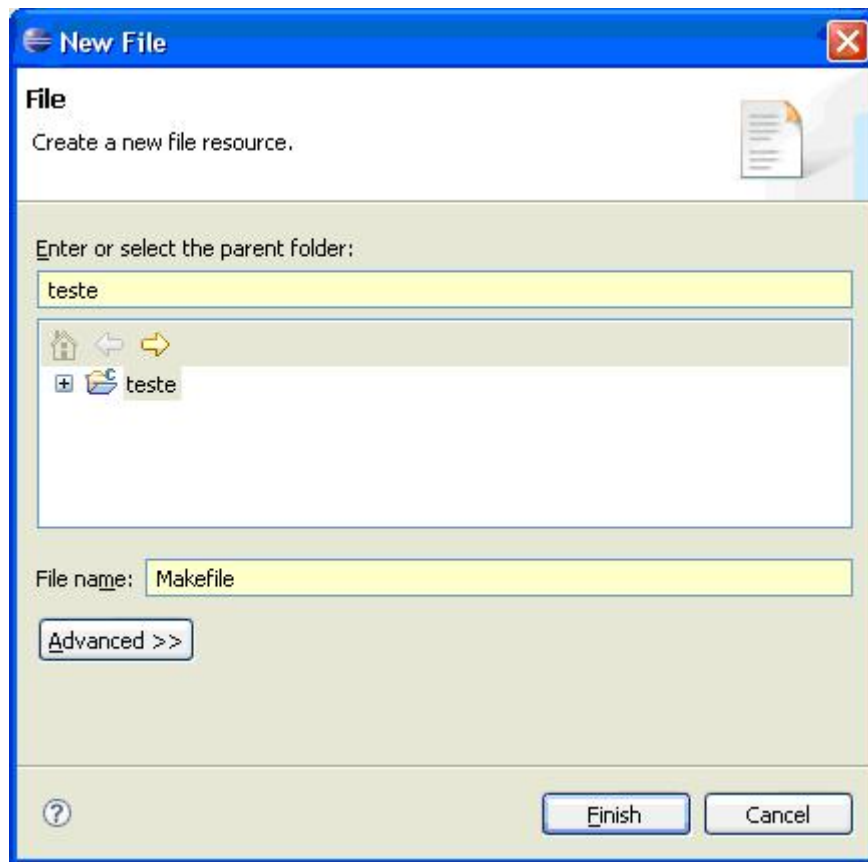 New File
File
Create a new file resource.
Enter or select the parent folder:
teste
teste
File name: Makefile
Advanced >>
Finish Cancel